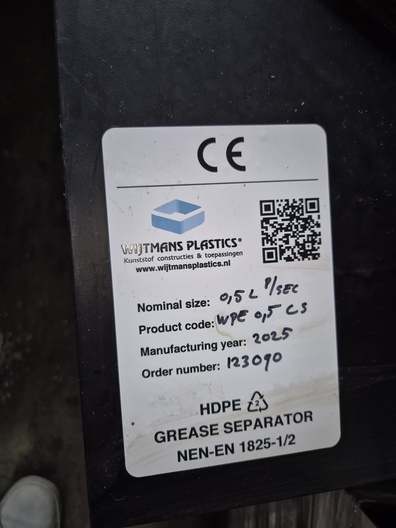 CE
WIJTMANS PLASTICS®
Kunststof constructies & toepassingen
www.wijtmansplastics.nl
Nominal size: 0,5 L P/SEC
Product code: WPE 0,5 CS
Manufacturing year: 2025
Order number: 123090
HDPE 2
GREASE SEPARATOR
NEN-EN 1825-1/2